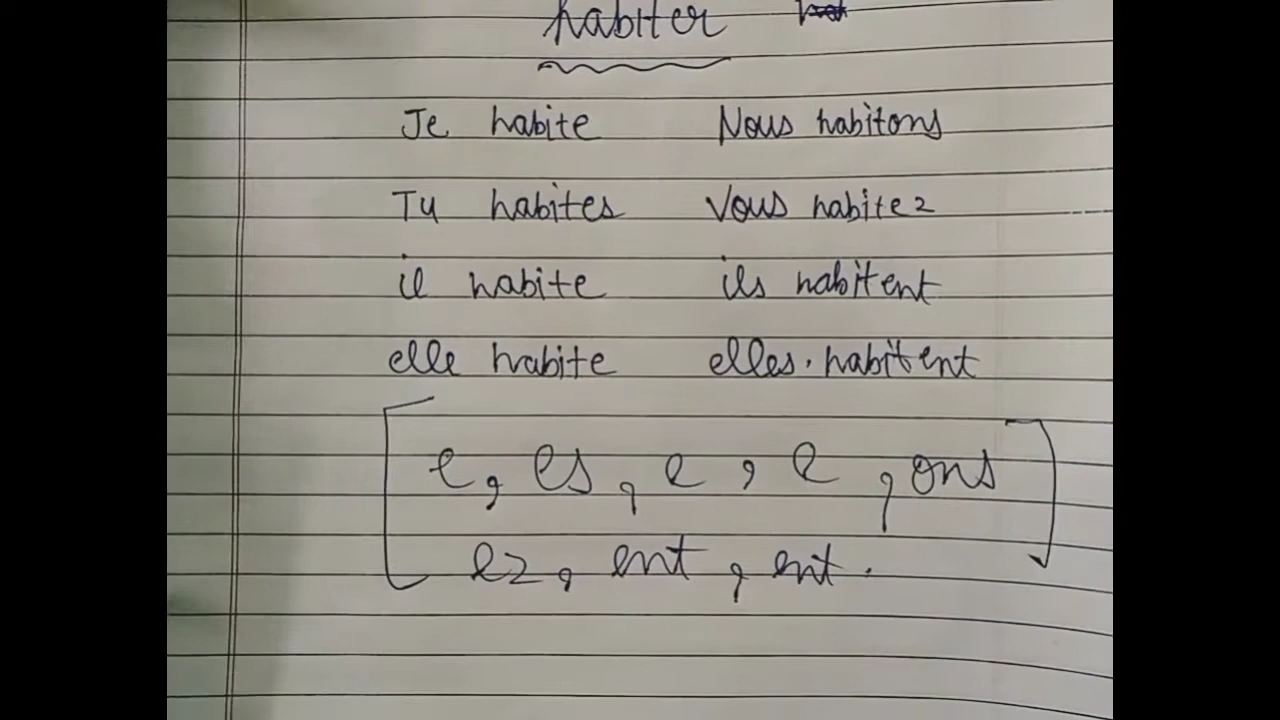 habiter
Je habite Nous habitons
Tu habites Vous habitez
il habite ils habitent
elle habite elles. habitent
e, es, e, e, ons
ez, ent, ent.